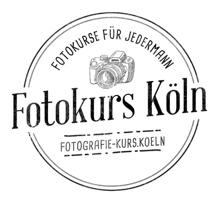 FOTOKURSE FÜR JEDERMANN
Fotokurs Köln
FOTOGRAFIE-KURS.KOELN